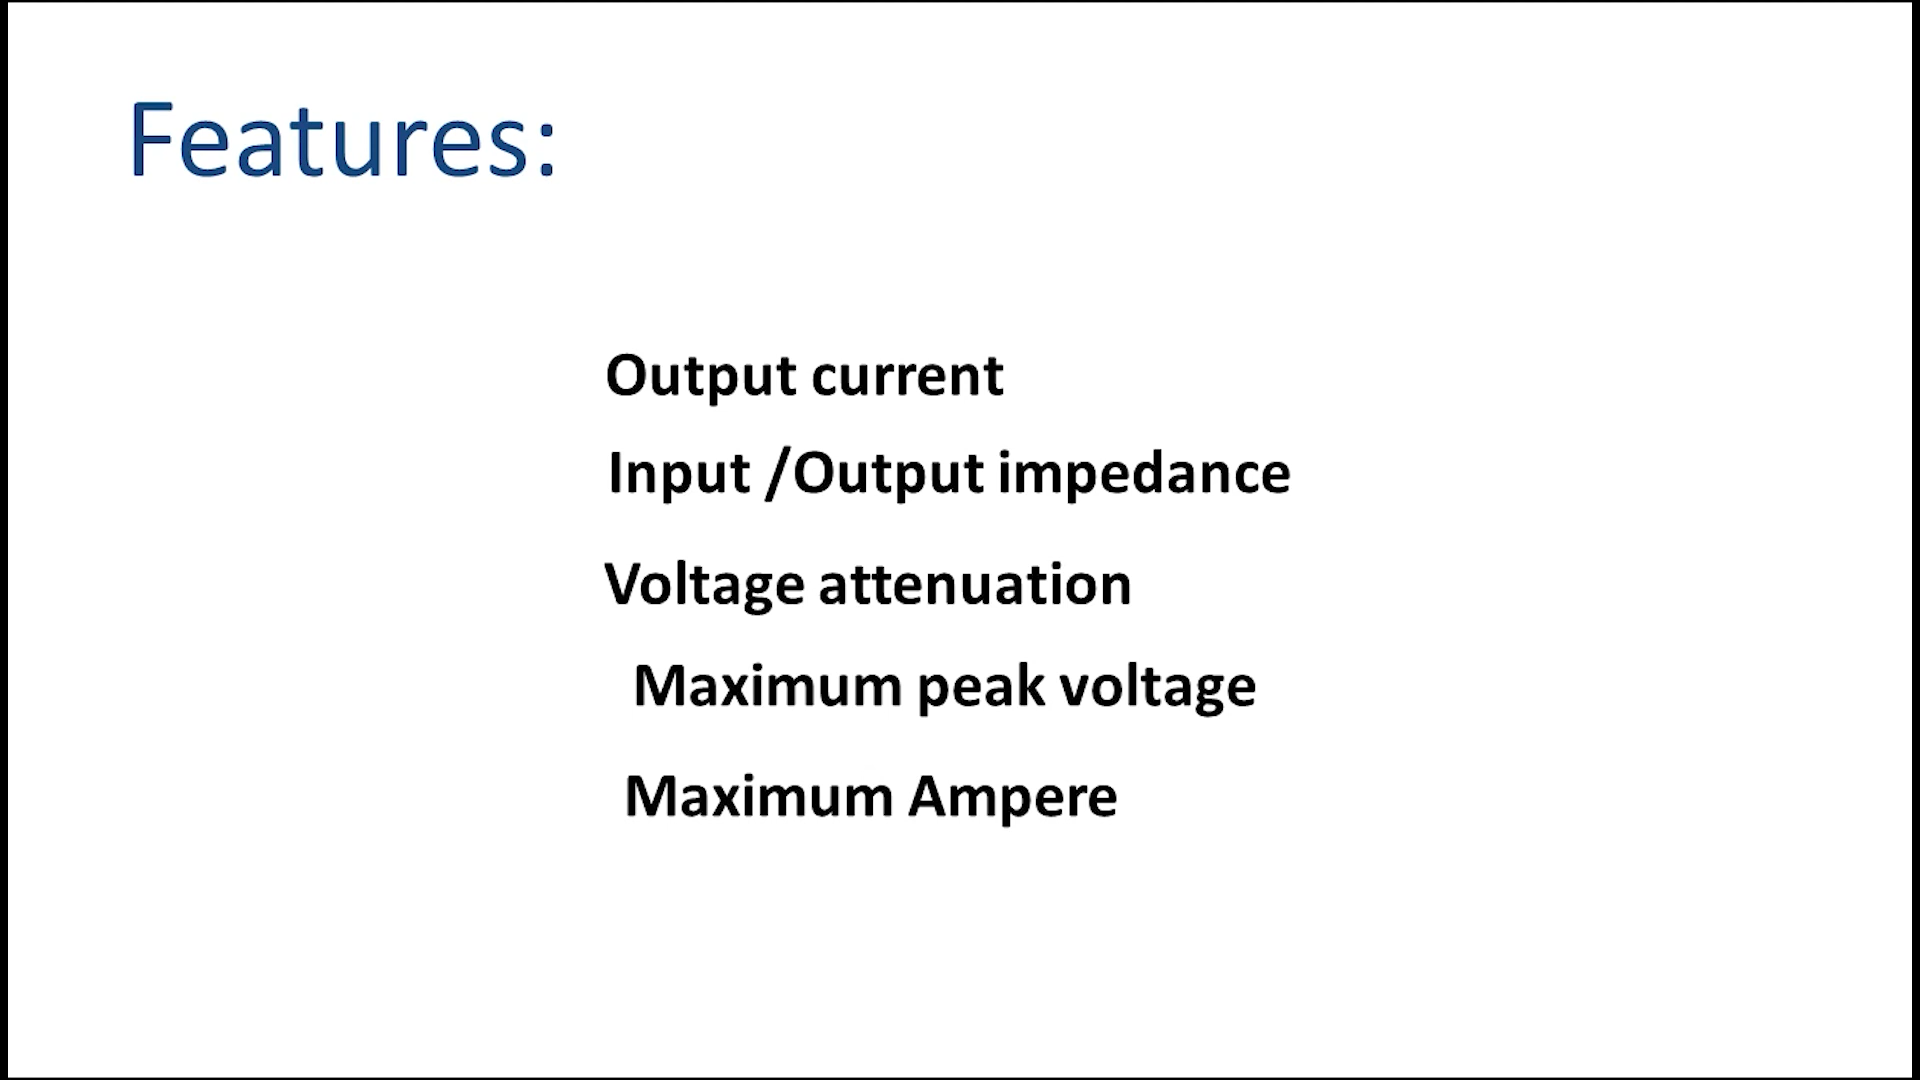 Features:
Output current
Input /Output impedance
Voltage attenuation
Maximum peak voltage
Maximum Ampere